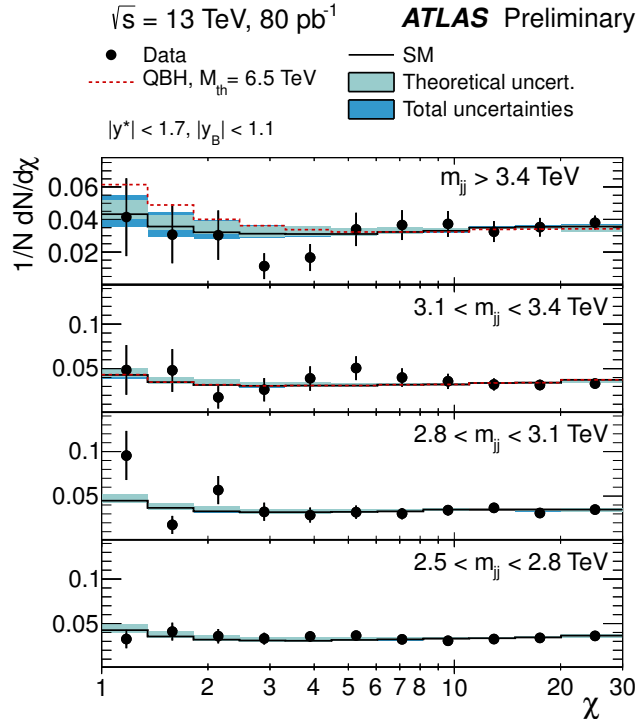 √s = 13 TeV, 80 pb⁻¹ ATLAS Preliminary
Data
SM
QBH, M_th = 6.5 TeV
Theoretical uncert.
Total uncertainties
|y*| < 1.7, |y_B| < 1.1
1/N dN/dχ
m_jj > 3.4 TeV
0.06
0.04
0.02
3.1 < m_jj < 3.4 TeV
0.1
0.05
2.8 < m_jj < 3.1 TeV
0.1
0.05
2.5 < m_jj < 2.8 TeV
0.1
0.05
1 2 3 4 5 6 7 8 10 20 30
χ